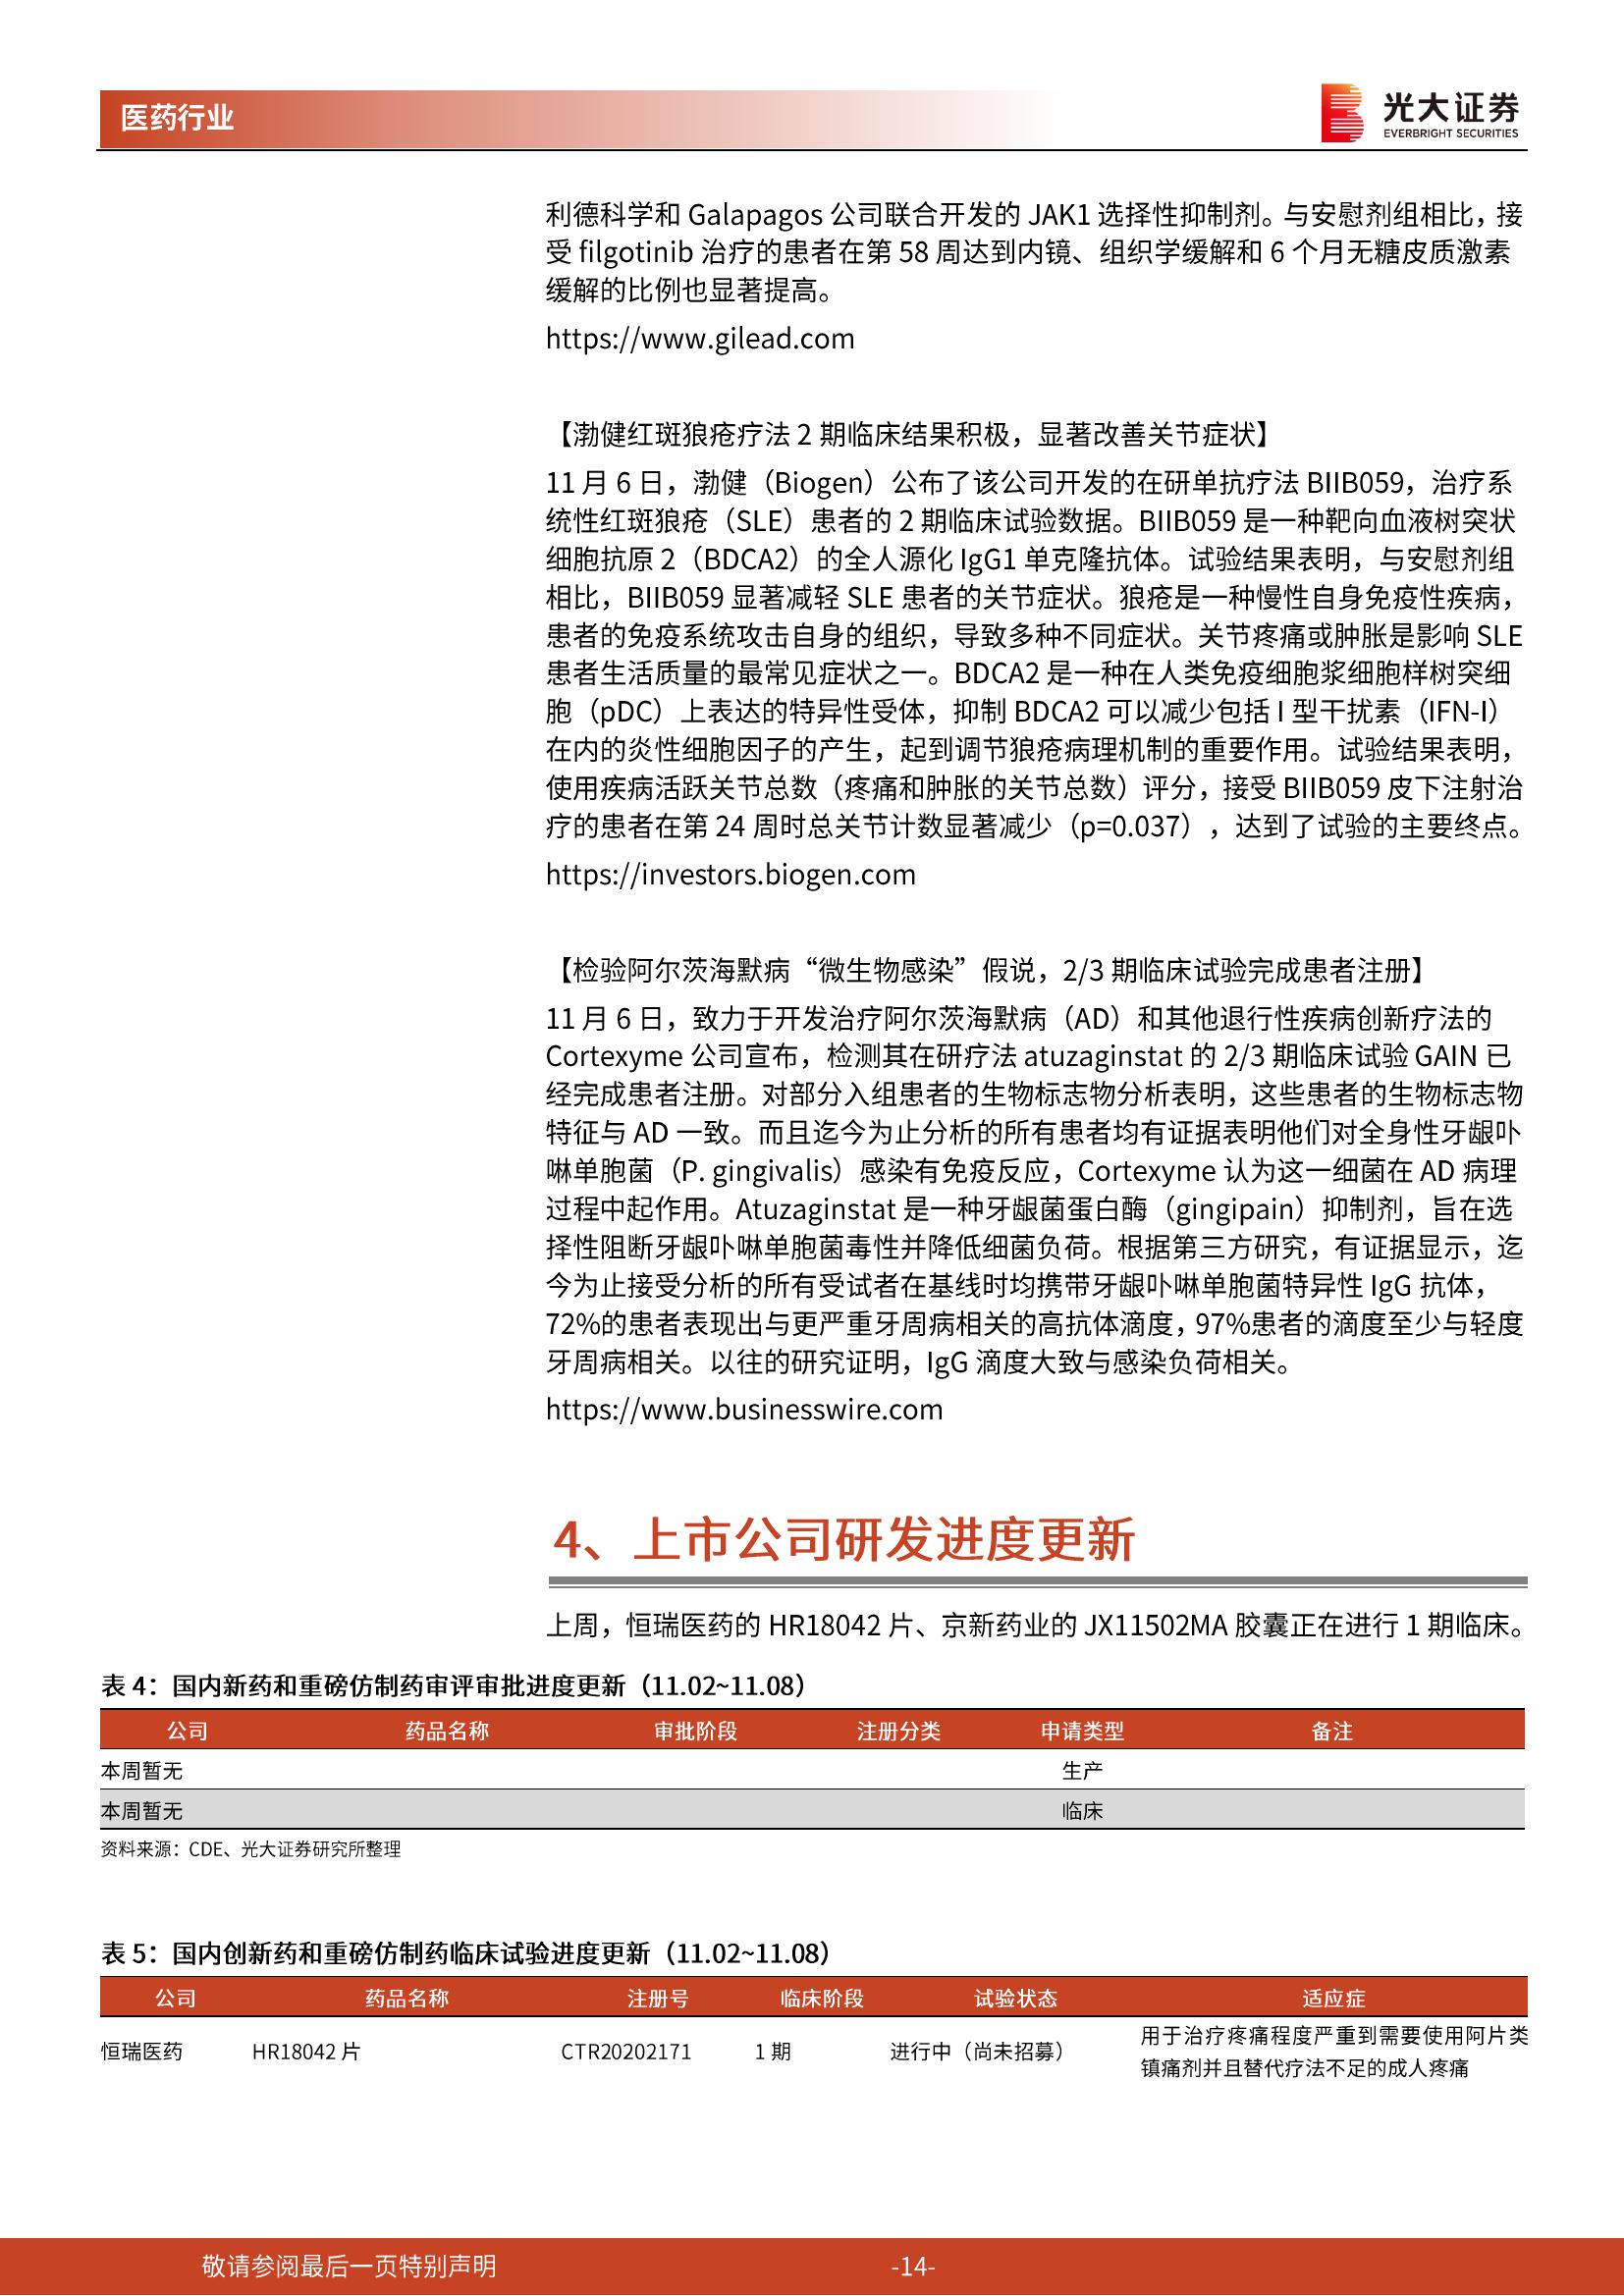 医药行业
光大证券
EVERBRIGHT SECURITIES
利德科学和 Galapagos 公司联合开发的 JAK1 选择性抑制剂。与安慰剂组相比，接
受 filgotinib 治疗的患者在第 58 周达到内镜、组织学缓解和 6 个月无糖皮质激素
缓解的比例也显著提高。
https://www.gilead.com
【渤健红斑狼疮疗法 2 期临床结果积极，显著改善关节症状】
11 月 6 日，渤健（Biogen）公布了该公司开发的在研单抗疗法 BIIB059，治疗系
统性红斑狼疮（SLE）患者的 2 期临床试验数据。BIIB059 是一种靶向血液树突状
细胞抗原 2（BDCA2）的全人源化 IgG1 单克隆抗体。试验结果表明，与安慰剂组
相比，BIIB059 显著减轻 SLE 患者的关节症状。狼疮是一种慢性自身免疫性疾病，
患者的免疫系统攻击自身的组织，导致多种不同症状。关节疼痛或肿胀是影响 SLE
患者生活质量的最常见症状之一。BDCA2 是一种在人类免疫细胞浆细胞样树突细
胞（pDC）上表达的特异性受体，抑制 BDCA2 可以减少包括 I 型干扰素（IFN-I）
在内的炎性细胞因子的产生，起到调节狼疮病理机制的重要作用。试验结果表明，
使用疾病活跃关节总数（疼痛和肿胀的关节总数）评分，接受 BIIB059 皮下注射治
疗的患者在第 24 周时总关节计数显著减少（p=0.037），达到了试验的主要终点。
https://investors.biogen.com
【检验阿尔茨海默病“微生物感染”假说，2/3 期临床试验完成患者注册】
11 月 6 日，致力于开发治疗阿尔茨海默病（AD）和其他退行性疾病创新疗法的
Cortexyme 公司宣布，检测其在研疗法 atuzaginstat 的 2/3 期临床试验 GAIN 已
经完成患者注册。对部分入组患者的生物标志物分析表明，这些患者的生物标志物
特征与 AD 一致。而且迄今为止分析的所有患者均有证据表明他们对全身性牙龈卟
啉单胞菌（P. gingivalis）感染有免疫反应，Cortexyme 认为这一细菌在 AD 病理
过程中起作用。Atuzaginstat 是一种牙龈菌蛋白酶（gingipain）抑制剂，旨在选
择性阻断牙龈卟啉单胞菌毒性并降低细菌负荷。根据第三方研究，有证据显示，迄
今为止接受分析的所有受试者在基线时均携带牙龈卟啉单胞菌特异性 IgG 抗体，
72%的患者表现出与更严重牙周病相关的高抗体滴度，97%患者的滴度至少与轻度
牙周病相关。以往的研究证明，IgG 滴度大致与感染负荷相关。
https://www.businesswire.com
4、上市公司研发进度更新
上周，恒瑞医药的 HR18042 片、京新药业的 JX11502MA 胶囊正在进行 1 期临床。
表 4：国内新药和重磅仿制药审评审批进度更新（11.02~11.08）
公司 药品名称 审批阶段 注册分类 申请类型 备注
本周暂无 生产
本周暂无 临床
资料来源：CDE、光大证券研究所整理
表 5：国内创新药和重磅仿制药临床试验进度更新（11.02~11.08）
公司 药品名称 注册号 临床阶段 试验状态 适应症
恒瑞医药 HR18042 片 CTR20202171 1 期 进行中（尚未招募） 用于治疗疼痛程度严重到需要使用阿片类
镇痛剂并且替代疗法不足的成人疼痛
敬请参阅最后一页特别声明 -14-